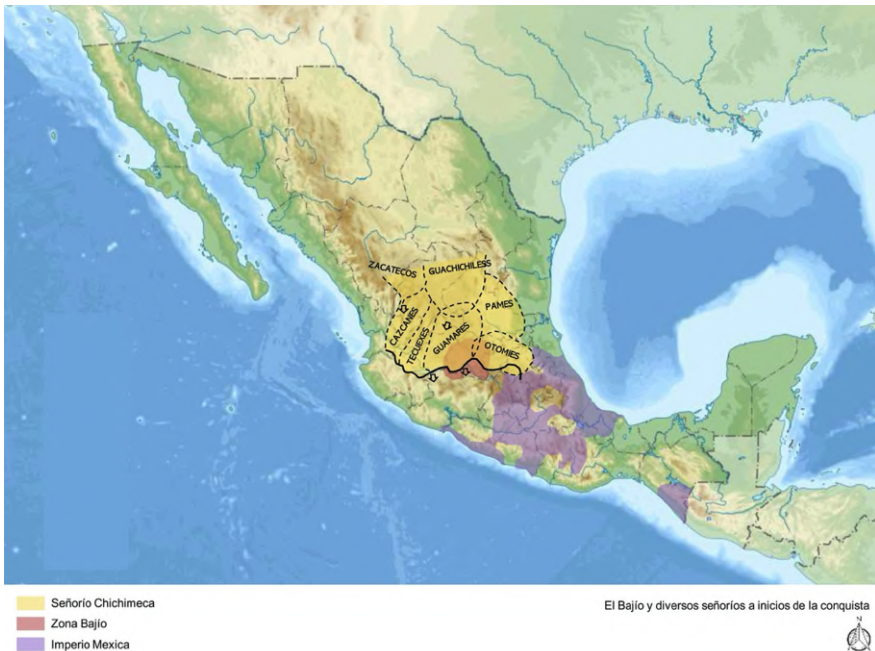 ZACATECOS
GUACHICHILESS
PAMES
CAZCANES
TECUEXES
GUAMARES
OTOMIES
Señorío Chichimeca
Zona Bajío
Imperio Mexica
El Bajío y diversos señoríos a inicios de la conquista
N